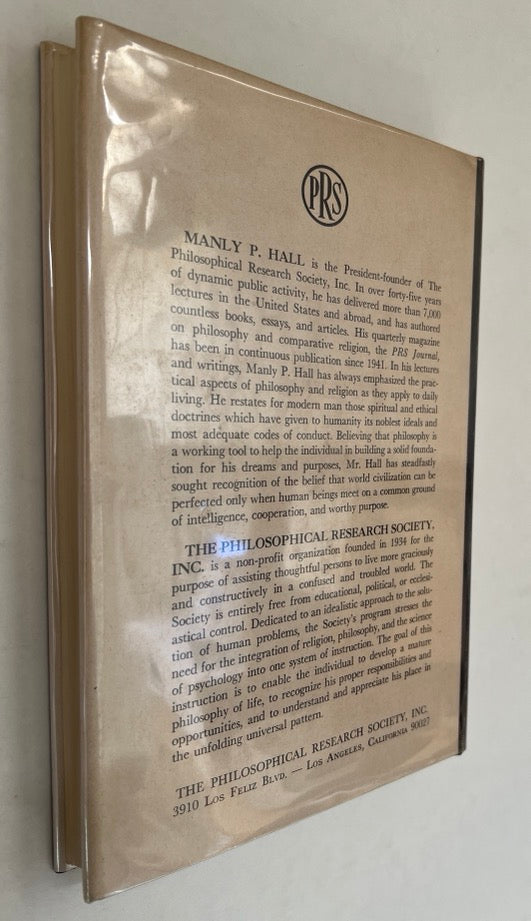 PRS
MANLY P. HALL is the President-founder of The
Philosophical Research Society, Inc. In over forty-five years
of dynamic public activity, he has delivered more than 7,000
lectures in the United States and abroad, and has authored
countless books, essays, and articles. His quarterly magazine
on philosophy and comparative religion, the PRS Journal,
has been in continuous publication since 1941. In his lectures
and writings, Manly P. Hall has always emphasized the prac-
tical aspects of philosophy and religion as they apply to daily
living. He restates for modern man those spiritual and ethical
doctrines which have given to humanity its noblest ideals and
most adequate codes of conduct. Believing that philosophy is
a working tool to help the individual in building a solid founda-
tion for his dreams and purposes, Mr. Hall has steadfastly
sought recognition of the belief that world civilization can be
perfected only when human beings meet on a common ground
of intelligence, cooperation, and worthy purpose.
THE PHILOSOPHICAL RESEARCH SOCIETY,
INC. is a non-profit organization founded in 1934 for the
purpose of assisting thoughtful persons to live more graciously
and constructively in a confused and troubled world. The
Society is entirely free from educational, political, or ecclesi-
astical control. Dedicated to an idealistic approach to the solu-
tion of human problems, the Society's program stresses the
need for the integration of religion, philosophy, and the science
of psychology into one system of instruction. The goal of this
instruction is to enable the individual to develop a mature
philosophy of life, to recognize his proper responsibilities and
opportunities, and to understand and appreciate his place in
the unfolding universal pattern.
THE PHILOSOPHICAL RESEARCH SOCIETY, INC.
3910 LOS FELIZ BLVD. — LOS ANGELES, CALIFORNIA 90027